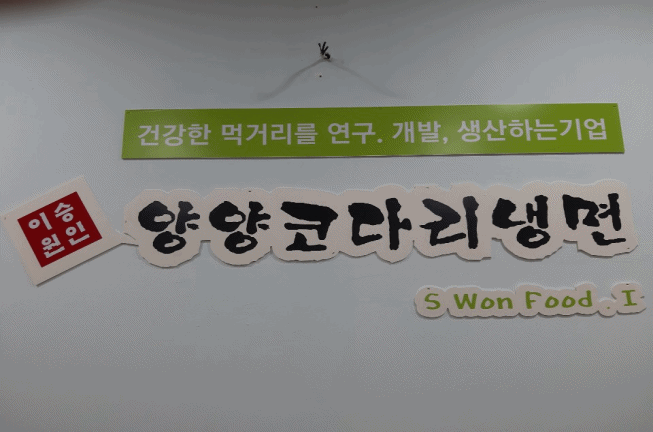 건강한 먹거리를 연구. 개발, 생산하는기업
이승
원인
양양코다리냉면
S Won Food . I